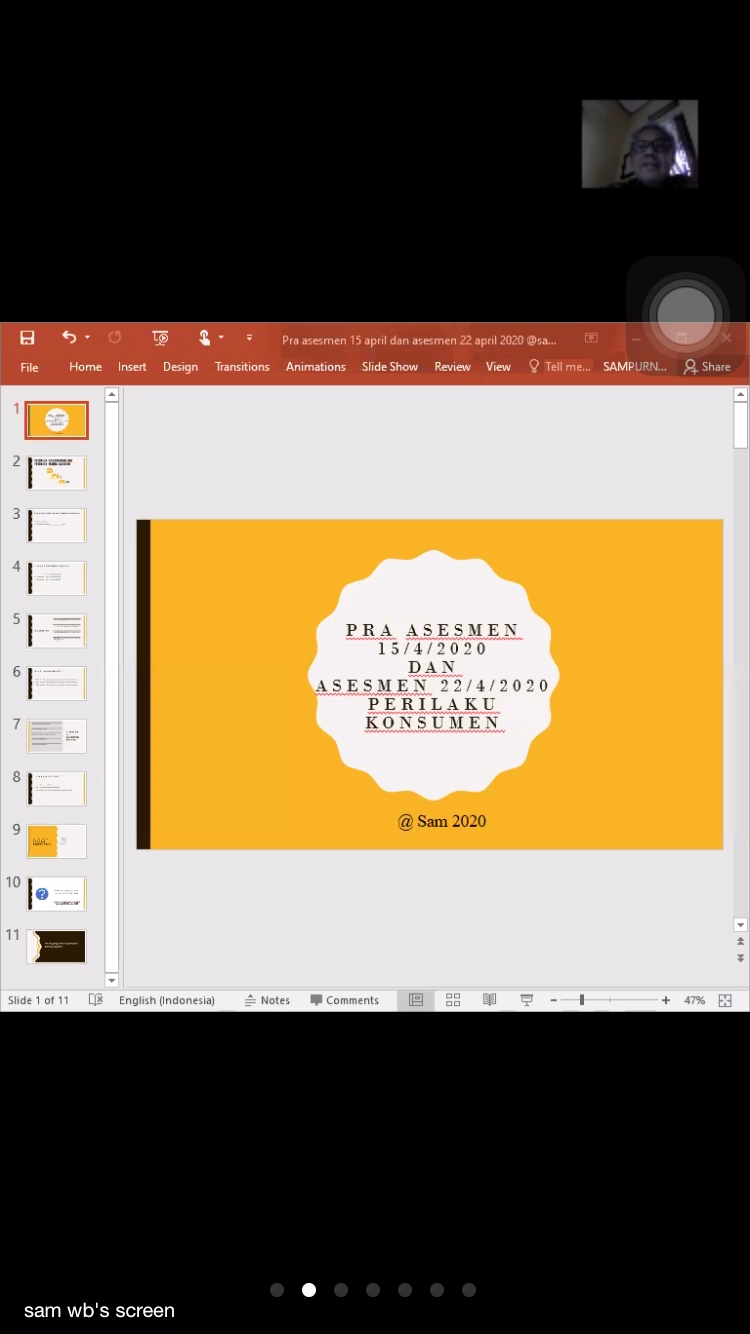 Pra asesmen 15 april dan asesmen 22 april 2020 @sa...
File Home Insert Design Transitions Animations Slide Show Review View Tell me... SAMPURN... Share
1
2
3
4
5
6
7
8
9
10
11
PRA ASESMEN
15/4/2020
DAN
ASESMEN 22/4/2020
PERILAKU
KONSUMEN
@ Sam 2020
Slide 1 of 11 English (Indonesia) Notes Comments 47%
sam wb's screen